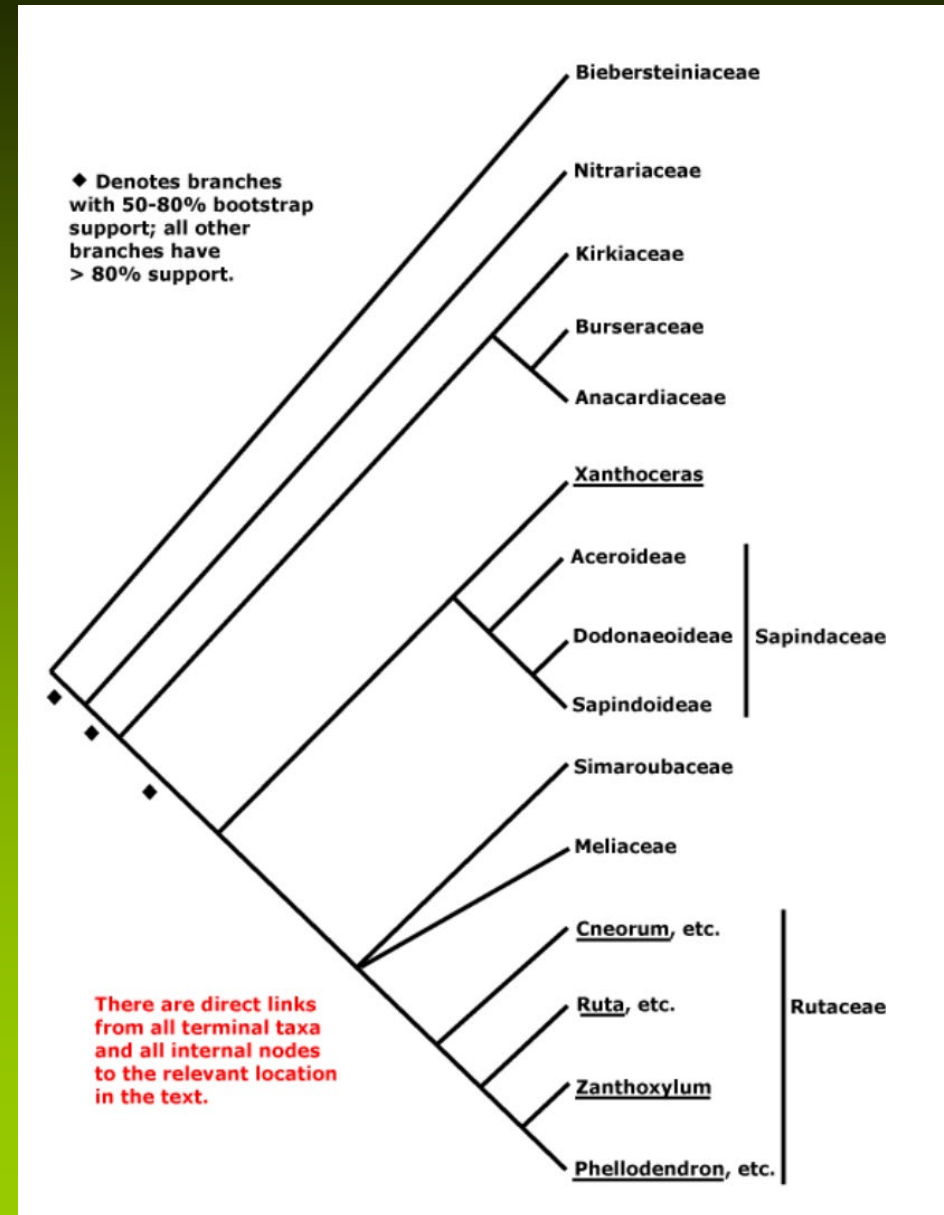 Biebersteiniaceae
Nitrariaceae
◆ Denotes branches
with 50-80% bootstrap
support; all other
branches have
> 80% support.
Kirkiaceae
Burseraceae
Anacardiaceae
Xanthoceras
Aceroideae
Dodonaeoideae
Sapindaceae
Sapindoideae
Simaroubaceae
Meliaceae
Cneorum, etc.
Ruta, etc.
Rutaceae
Zanthoxylum
Phellodendron, etc.
There are direct links
from all terminal taxa
and all internal nodes
to the relevant location
in the text.